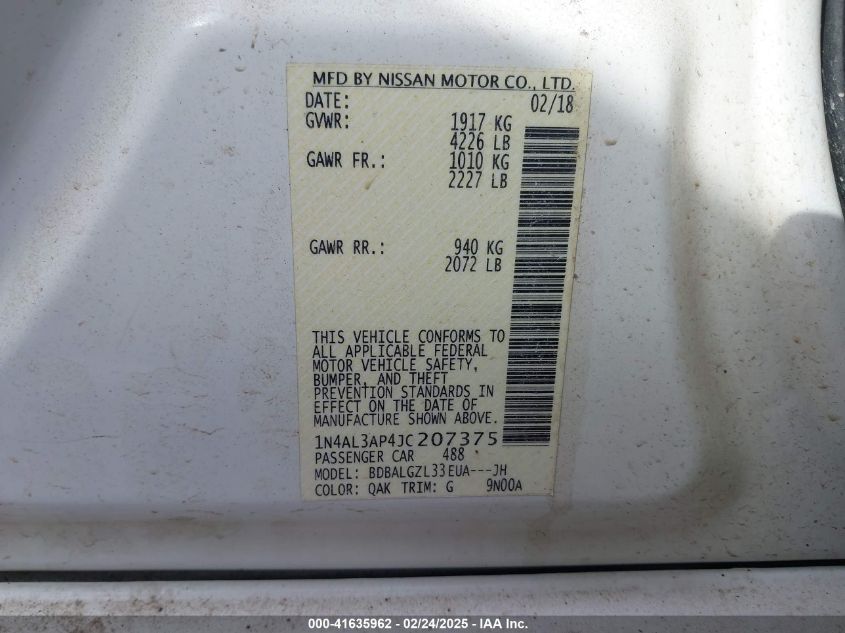 MFD BY NISSAN MOTOR CO., LTD.
DATE: 02/18
GVWR: 1917 KG
4226 LB
GAWR FR.: 1010 KG
2227 LB
GAWR RR.: 940 KG
2072 LB
THIS VEHICLE CONFORMS TO
ALL APPLICABLE FEDERAL
MOTOR VEHICLE SAFETY,
BUMPER, AND THEFT
PREVENTION STANDARDS IN
EFFECT ON THE DATE OF
MANUFACTURE SHOWN ABOVE.
1N4AL3AP4JC207375
PASSENGER CAR 488
MODEL: BDBALGZL33EUA---JH
COLOR: QAK TRIM: G 9N00A
000-41635962 - 02/24/2025 - IAA Inc.